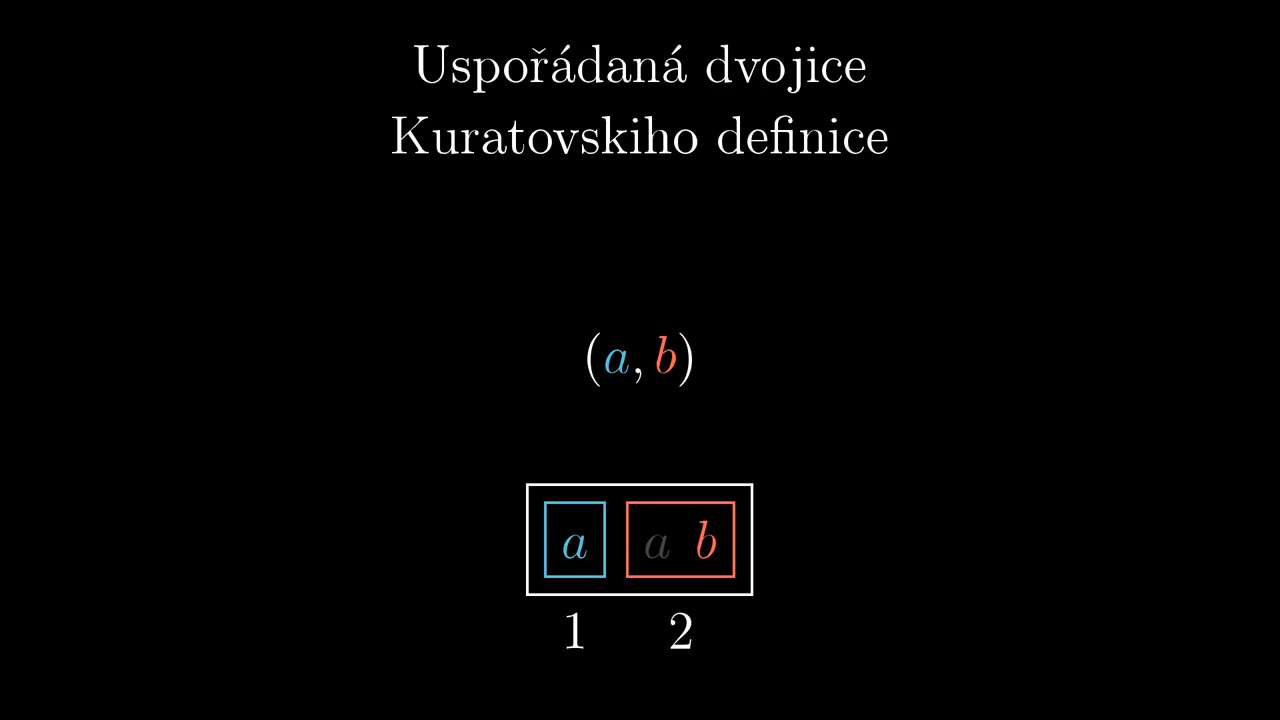 Uspořádaná dvojice
Kuratovskiho definice
(a, b)
a a b
1 2